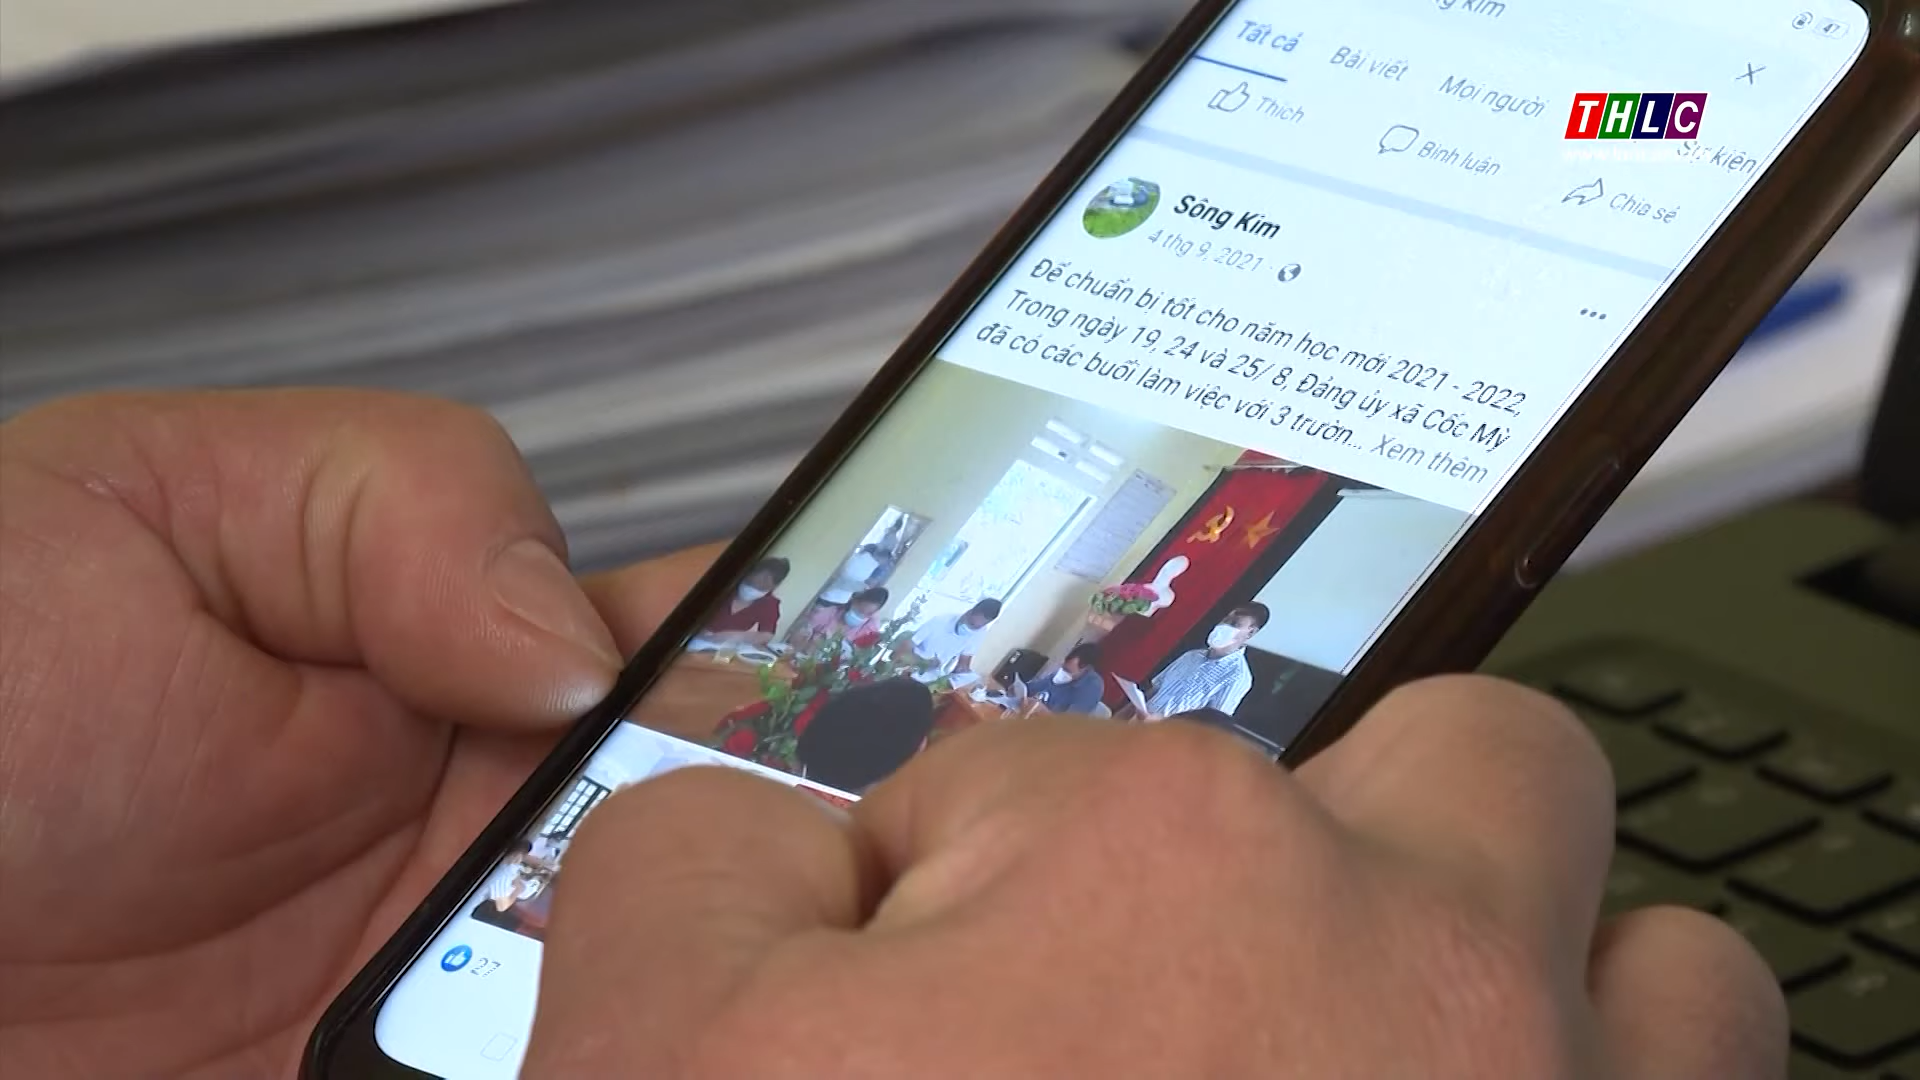 g kim
47
Tất cả Bài viết Mọi người Sự kiện
THLC
Thích Bình luận Chia sẻ
Sông Kim
4 thg 9, 2021 ·
Để chuẩn bị tốt cho năm học mới 2021 - 2022,
Trong ngày 19, 24 và 25/ 8, Đảng ủy xã Cốc Mỳ
đã có các buổi làm việc với 3 trườn... Xem thêm
27